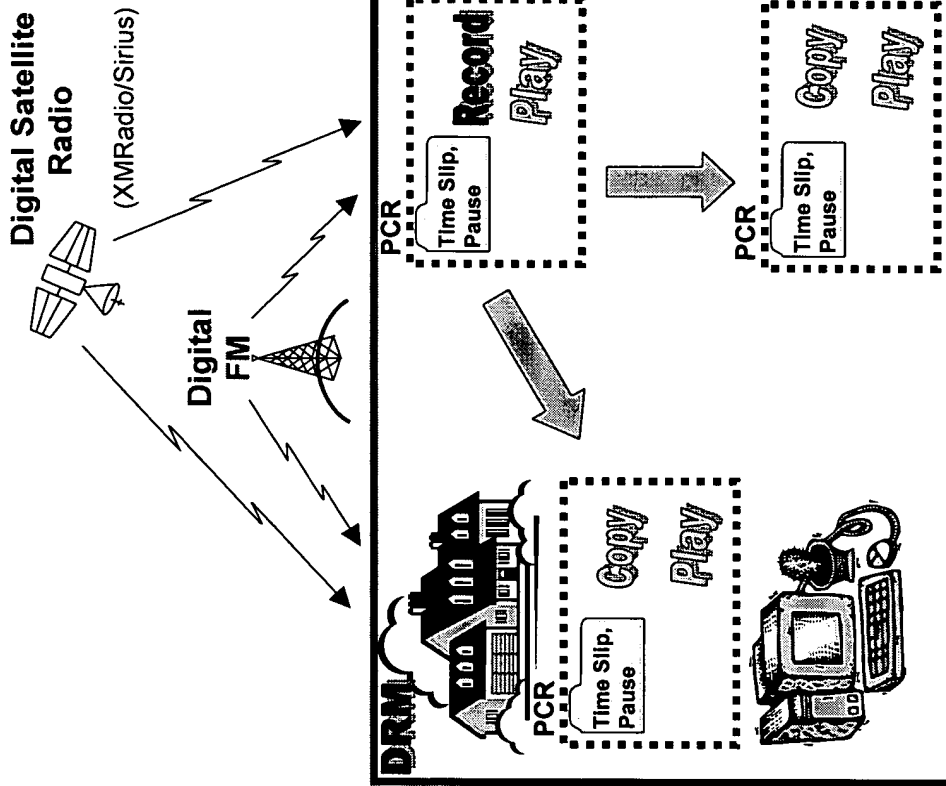 Digital Satellite
Radio
(XMRadio/Sirius)
Digital
FM
DRM
PCR
Time Slip,
Pause
Record
Play
PCR
Time Slip,
Pause
Copy
Play
PCR
Time Slip,
Pause
Copy
Play